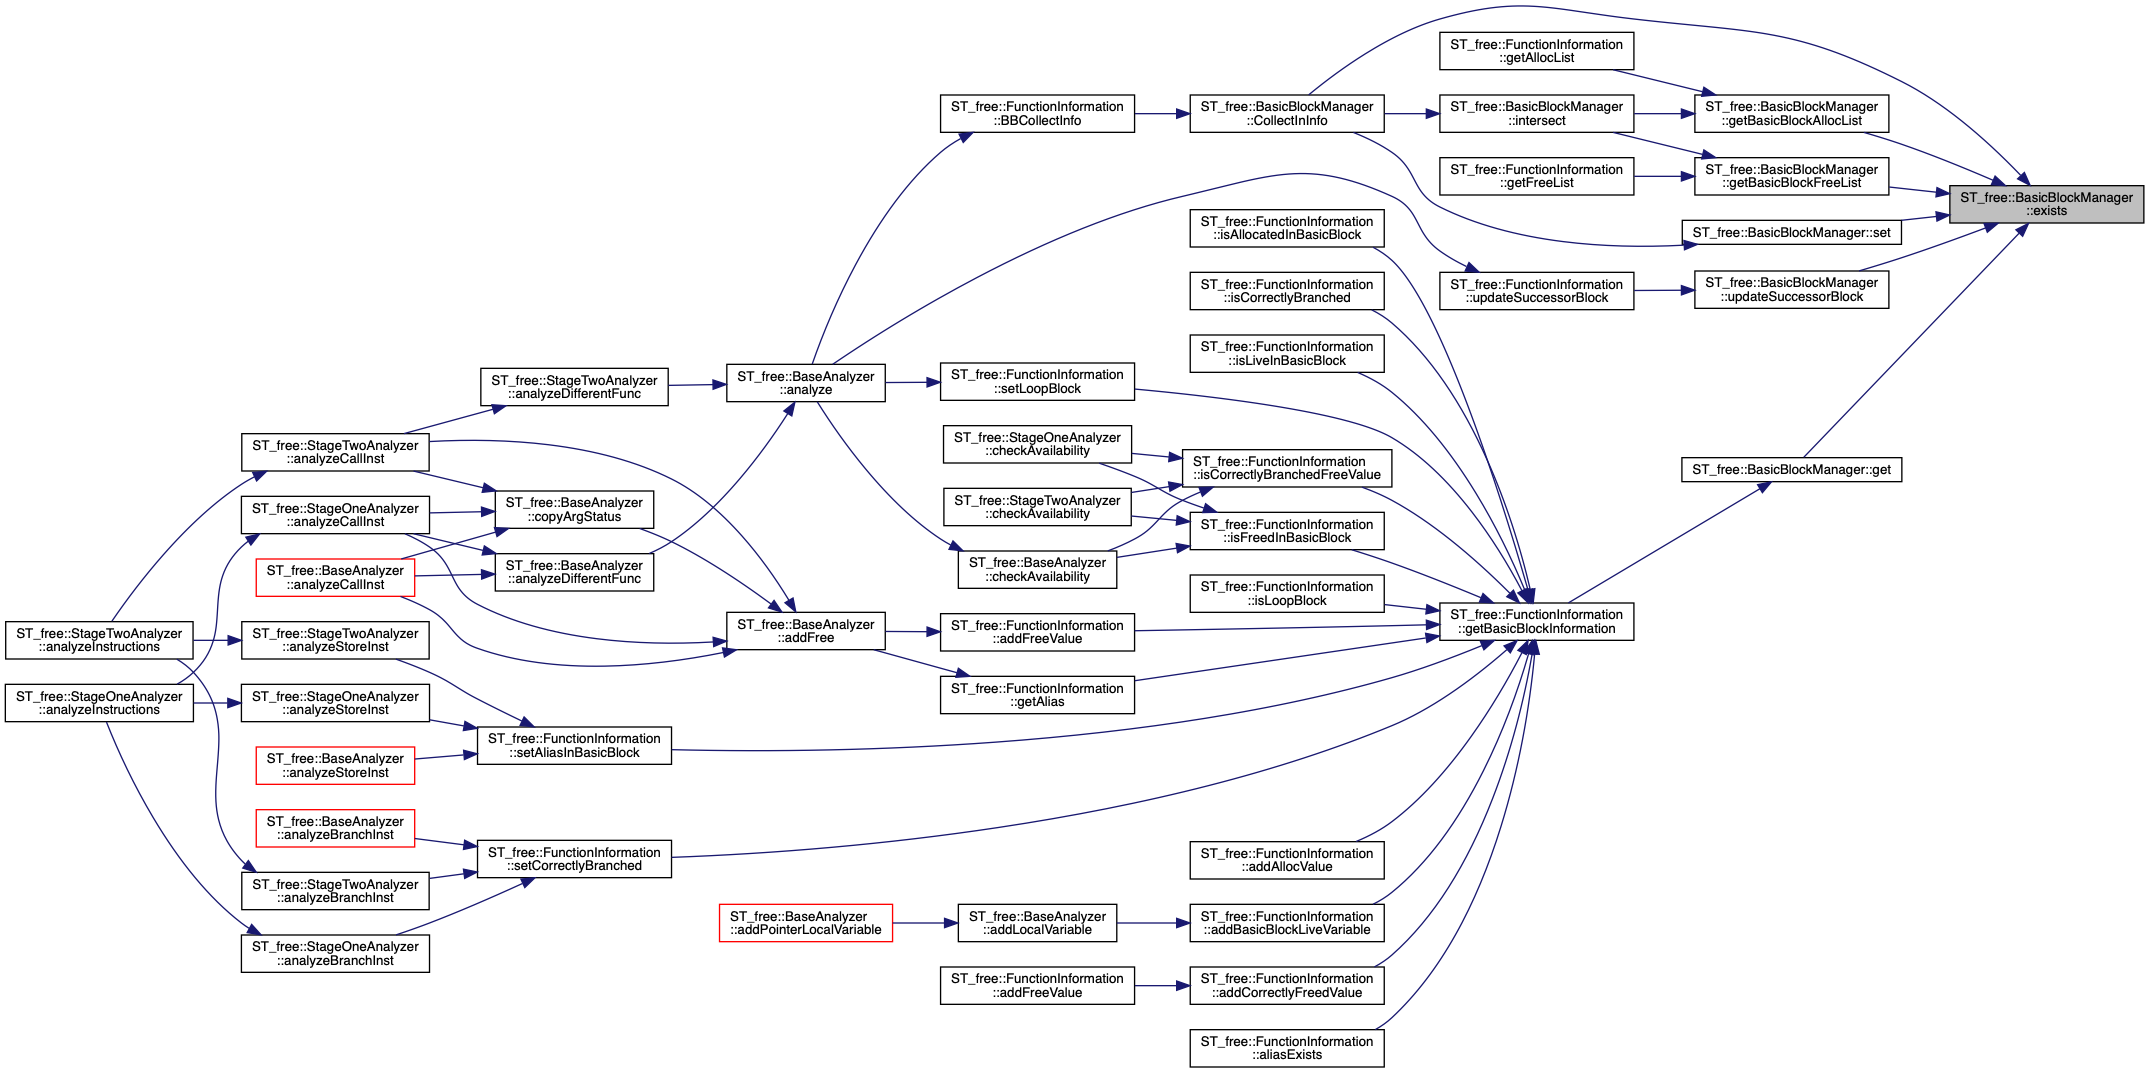 ST_free::FunctionInformation
::getAllocList
ST_free::FunctionInformation
::BBCollectInfo
ST_free::BasicBlockManager
::CollectInInfo
ST_free::BasicBlockManager
::intersect
ST_free::BasicBlockManager
::getBasicBlockAllocList
ST_free::FunctionInformation
::getFreeList
ST_free::BasicBlockManager
::getBasicBlockFreeList
ST_free::BasicBlockManager
::exists
ST_free::FunctionInformation
::isAllocatedInBasicBlock
ST_free::BasicBlockManager::set
ST_free::FunctionInformation
::isCorrectlyBranched
ST_free::FunctionInformation
::updateSuccessorBlock
ST_free::BasicBlockManager
::updateSuccessorBlock
ST_free::FunctionInformation
::isLiveInBasicBlock
ST_free::StageTwoAnalyzer
::analyzeDifferentFunc
ST_free::BaseAnalyzer
::analyze
ST_free::FunctionInformation
::setLoopBlock
ST_free::StageTwoAnalyzer
::analyzeCallInst
ST_free::StageOneAnalyzer
::checkAvailability
ST_free::FunctionInformation
::isCorrectlyBranchedFreeValue
ST_free::BasicBlockManager::get
ST_free::StageOneAnalyzer
::analyzeCallInst
ST_free::BaseAnalyzer
::copyArgStatus
ST_free::StageTwoAnalyzer
::checkAvailability
ST_free::FunctionInformation
::isFreedInBasicBlock
ST_free::BaseAnalyzer
::analyzeCallInst
ST_free::BaseAnalyzer
::analyzeDifferentFunc
ST_free::BaseAnalyzer
::checkAvailability
ST_free::FunctionInformation
::isLoopBlock
ST_free::FunctionInformation
::getBasicBlockInformation
ST_free::StageTwoAnalyzer
::analyzeInstructions
ST_free::StageTwoAnalyzer
::analyzeStoreInst
ST_free::BaseAnalyzer
::addFree
ST_free::FunctionInformation
::addFreeValue
ST_free::StageOneAnalyzer
::analyzeInstructions
ST_free::StageOneAnalyzer
::analyzeStoreInst
ST_free::FunctionInformation
::getAlias
ST_free::FunctionInformation
::setAliasInBasicBlock
ST_free::BaseAnalyzer
::analyzeStoreInst
ST_free::BaseAnalyzer
::analyzeBranchInst
ST_free::FunctionInformation
::setCorrectlyBranched
ST_free::FunctionInformation
::addAllocValue
ST_free::StageTwoAnalyzer
::analyzeBranchInst
ST_free::BaseAnalyzer
::addPointerLocalVariable
ST_free::BaseAnalyzer
::addLocalVariable
ST_free::FunctionInformation
::addBasicBlockLiveVariable
ST_free::StageOneAnalyzer
::analyzeBranchInst
ST_free::FunctionInformation
::addFreeValue
ST_free::FunctionInformation
::addCorrectlyFreedValue
ST_free::FunctionInformation
::aliasExists